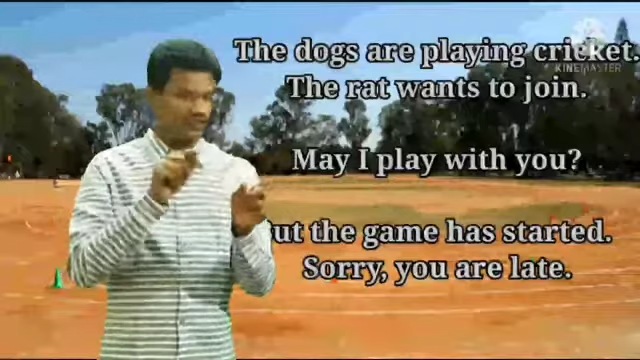 The dogs are playing cricket.
KINEMASTER
The rat wants to join.
May I play with you?
But the game has started.
Sorry, you are late.